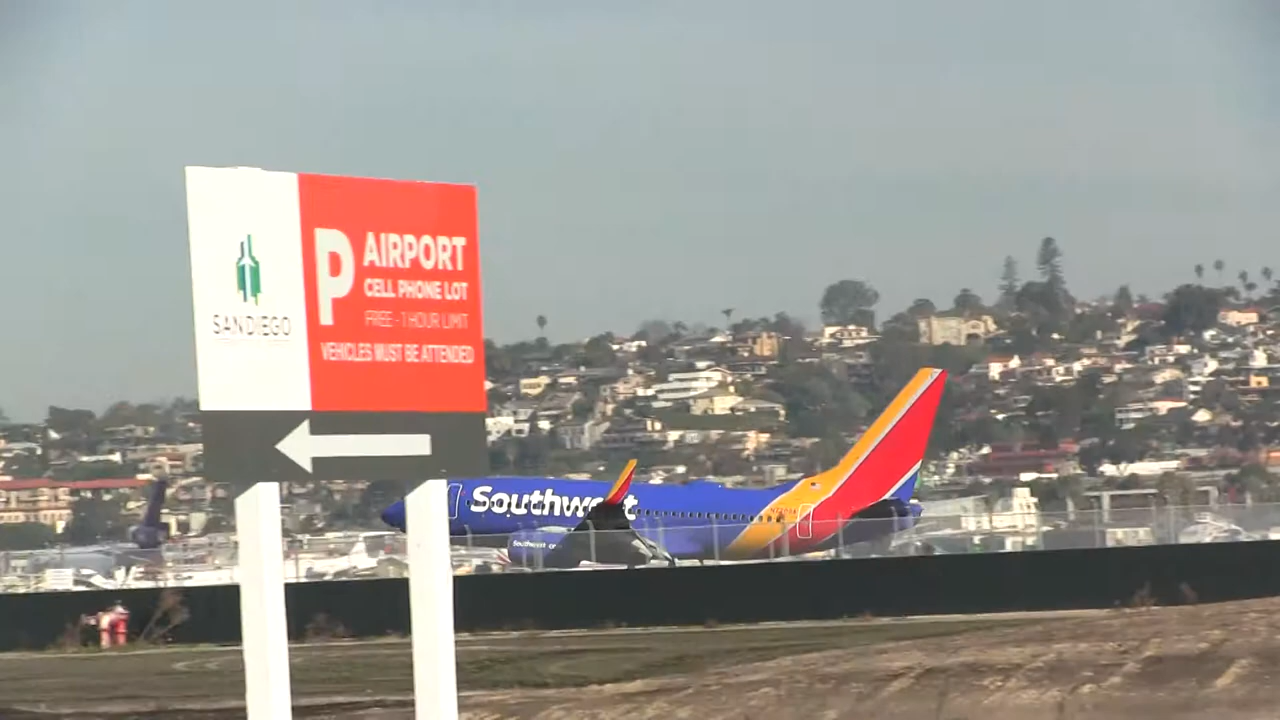 SAN DIEGO
P
AIRPORT
CELL PHONE LOT
FREE - 1 HOUR LIMIT
VEHICLES MUST BE ATTENDED
Southwest